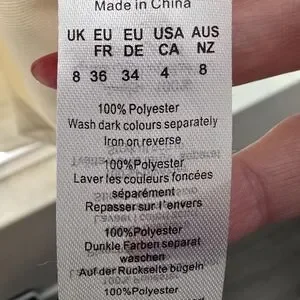 Made in China
UK EU EU USA AUS
FR DE CA NZ
8 36 34 4 8
100%Polyester
Wash dark colours separately
Iron on reverse
100%Polyester
Laver les couleurs foncées
séparément
Repasser sur l'envers
100%Polyester
Dunkle Farben separat
waschen
Auf der Ruckseite bügeln
100%Polyester